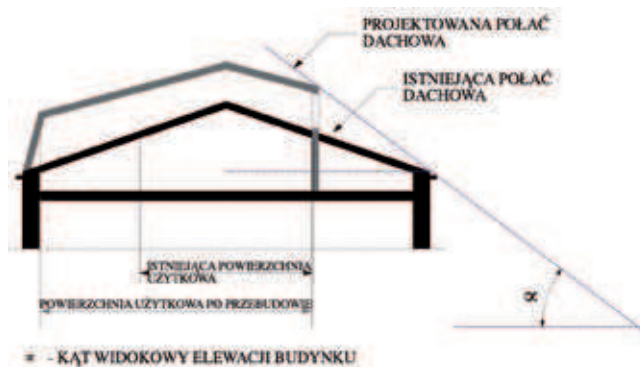 PROJEKTOWANA POŁAĆ
DACHOWA
ISTNIEJĄCA POŁAĆ
DACHOWA
ISTNIEJĄCA POWIERZCHNIA
UŻYTKOWA
POWIERZCHNIA UŻYTKOWA PO PRZEBUDOWIE
α
α - KĄT WIDOKOWY ELEWACJI BUDYNKU